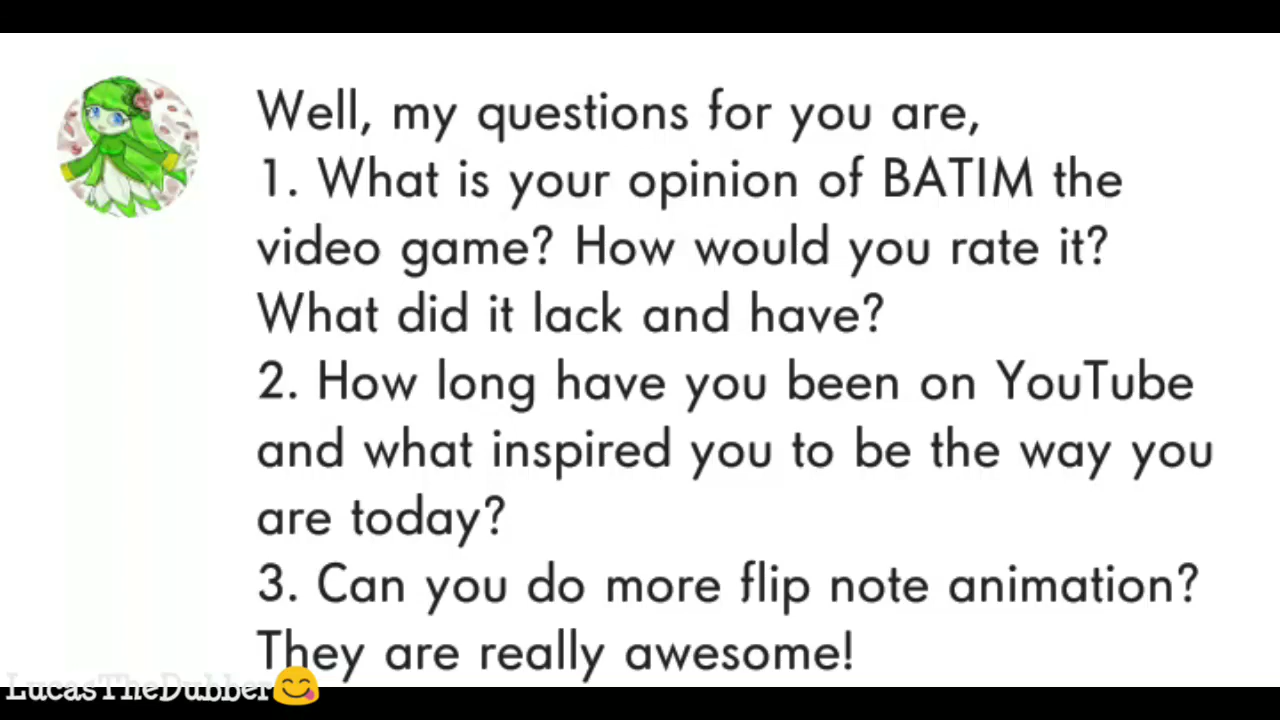 Well, my questions for you are,
1. What is your opinion of BATIM the
video game? How would you rate it?
What did it lack and have?
2. How long have you been on YouTube
and what inspired you to be the way you
are today?
3. Can you do more flip note animation?
They are really awesome!
LucasTheDubber😋